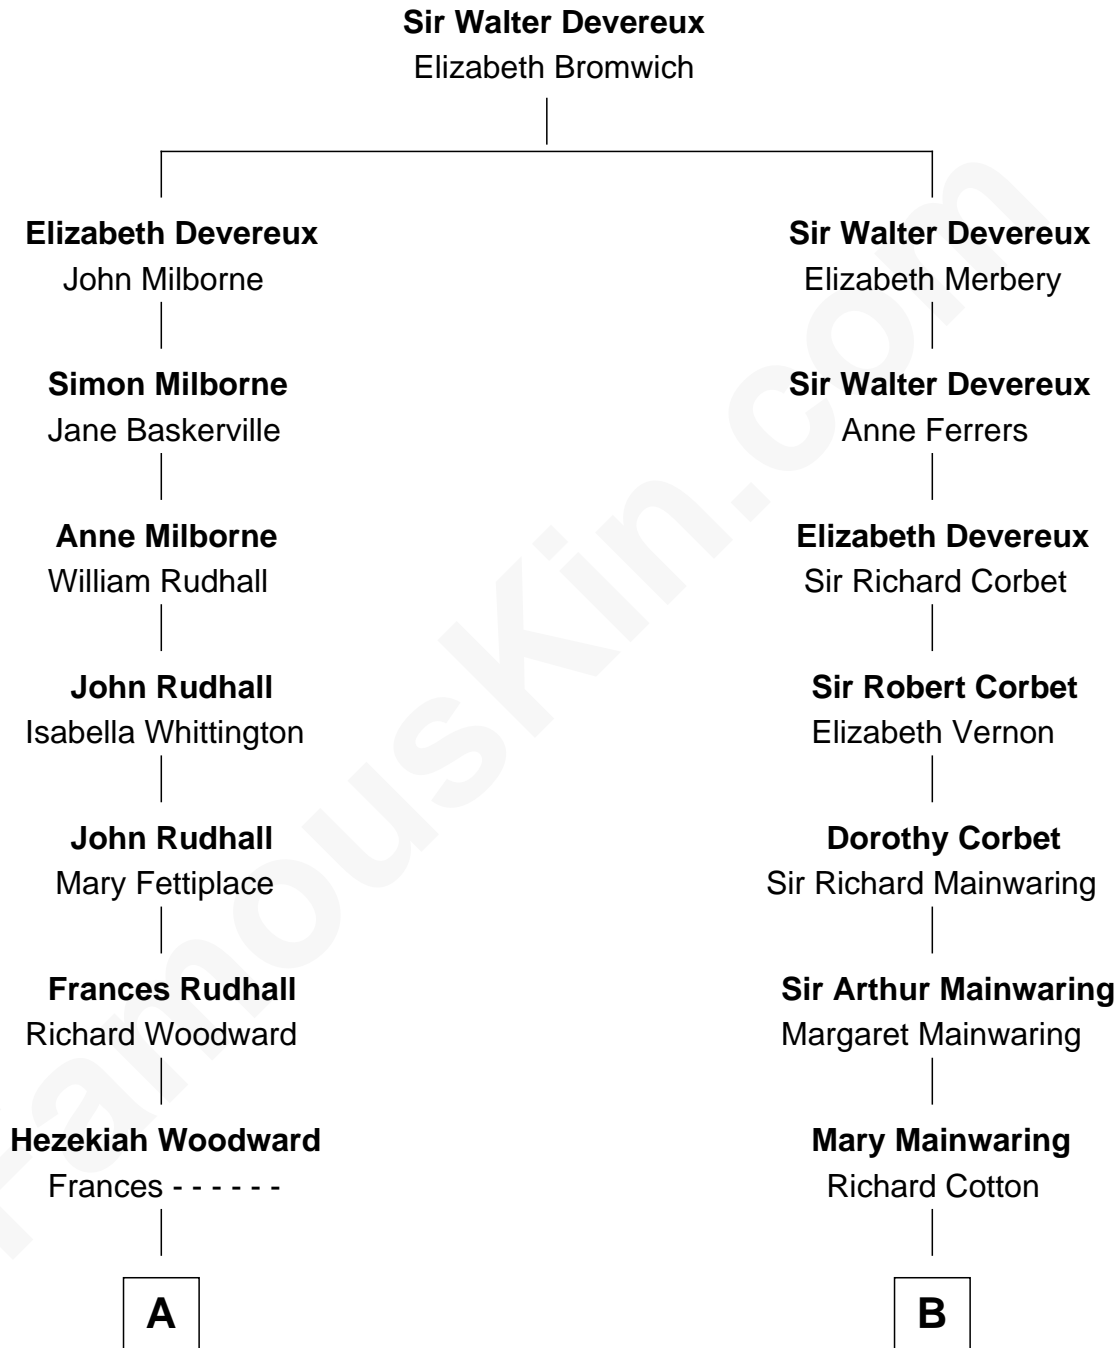 Sir Walter Devereux
Elizabeth Bromwich
Elizabeth Devereux
John Milborne
Sir Walter Devereux
Elizabeth Merbery
Simon Milborne
Jane Baskerville
Sir Walter Devereux
Anne Ferrers
Anne Milborne
William Rudhall
Elizabeth Devereux
Sir Richard Corbet
John Rudhall
Isabella Whittington
Sir Robert Corbet
Elizabeth Vernon
John Rudhall
Mary Fettiplace
Dorothy Corbet
Sir Richard Mainwaring
Frances Rudhall
Richard Woodward
Sir Arthur Mainwaring
Margaret Mainwaring
Hezekiah Woodward
Frances - - - - - -
Mary Mainwaring
Richard Cotton
A
B
FamousKin.com